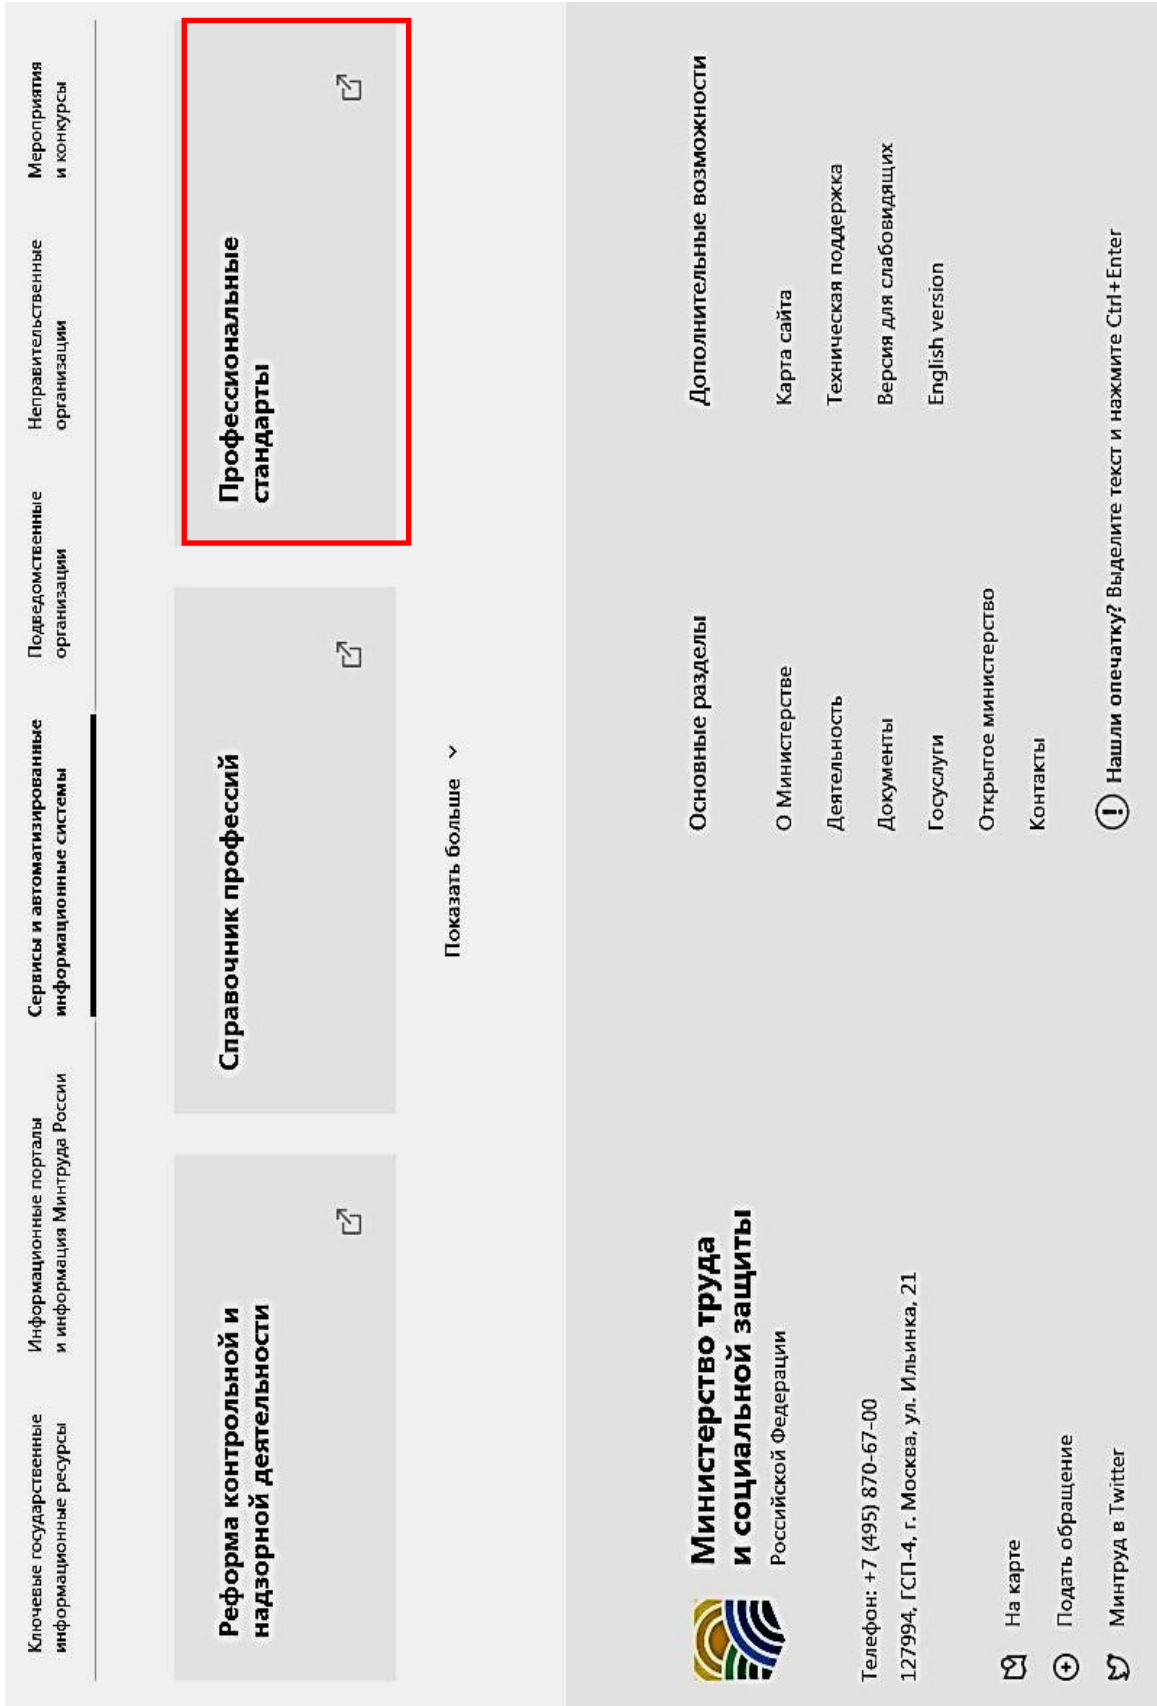 Ключевые государственные
информационные ресурсы
Информационные порталы
и информация Минтруда России
Сервисы и автоматизированные
информационные системы
Подведомственные
организации
Неправительственные
организации
Мероприятия
и конкурсы
Реформа контрольной и
надзорной деятельности
Справочник профессий
Профессиональные
стандарты
Показать больше
Министерство труда
и социальной защиты
Российской Федерации
Телефон: +7 (495) 870-67-00
127994, ГСП-4, г. Москва, ул. Ильинка, 21
На карте
Подать обращение
Минтруд в Twitter
Основные разделы
О Министерстве
Деятельность
Документы
Госуслуги
Открытое министерство
Контакты
Дополнительные возможности
Карта сайта
Техническая поддержка
Версия для слабовидящих
English version
Нашли опечатку? Выделите текст и нажмите Ctrl+Enter